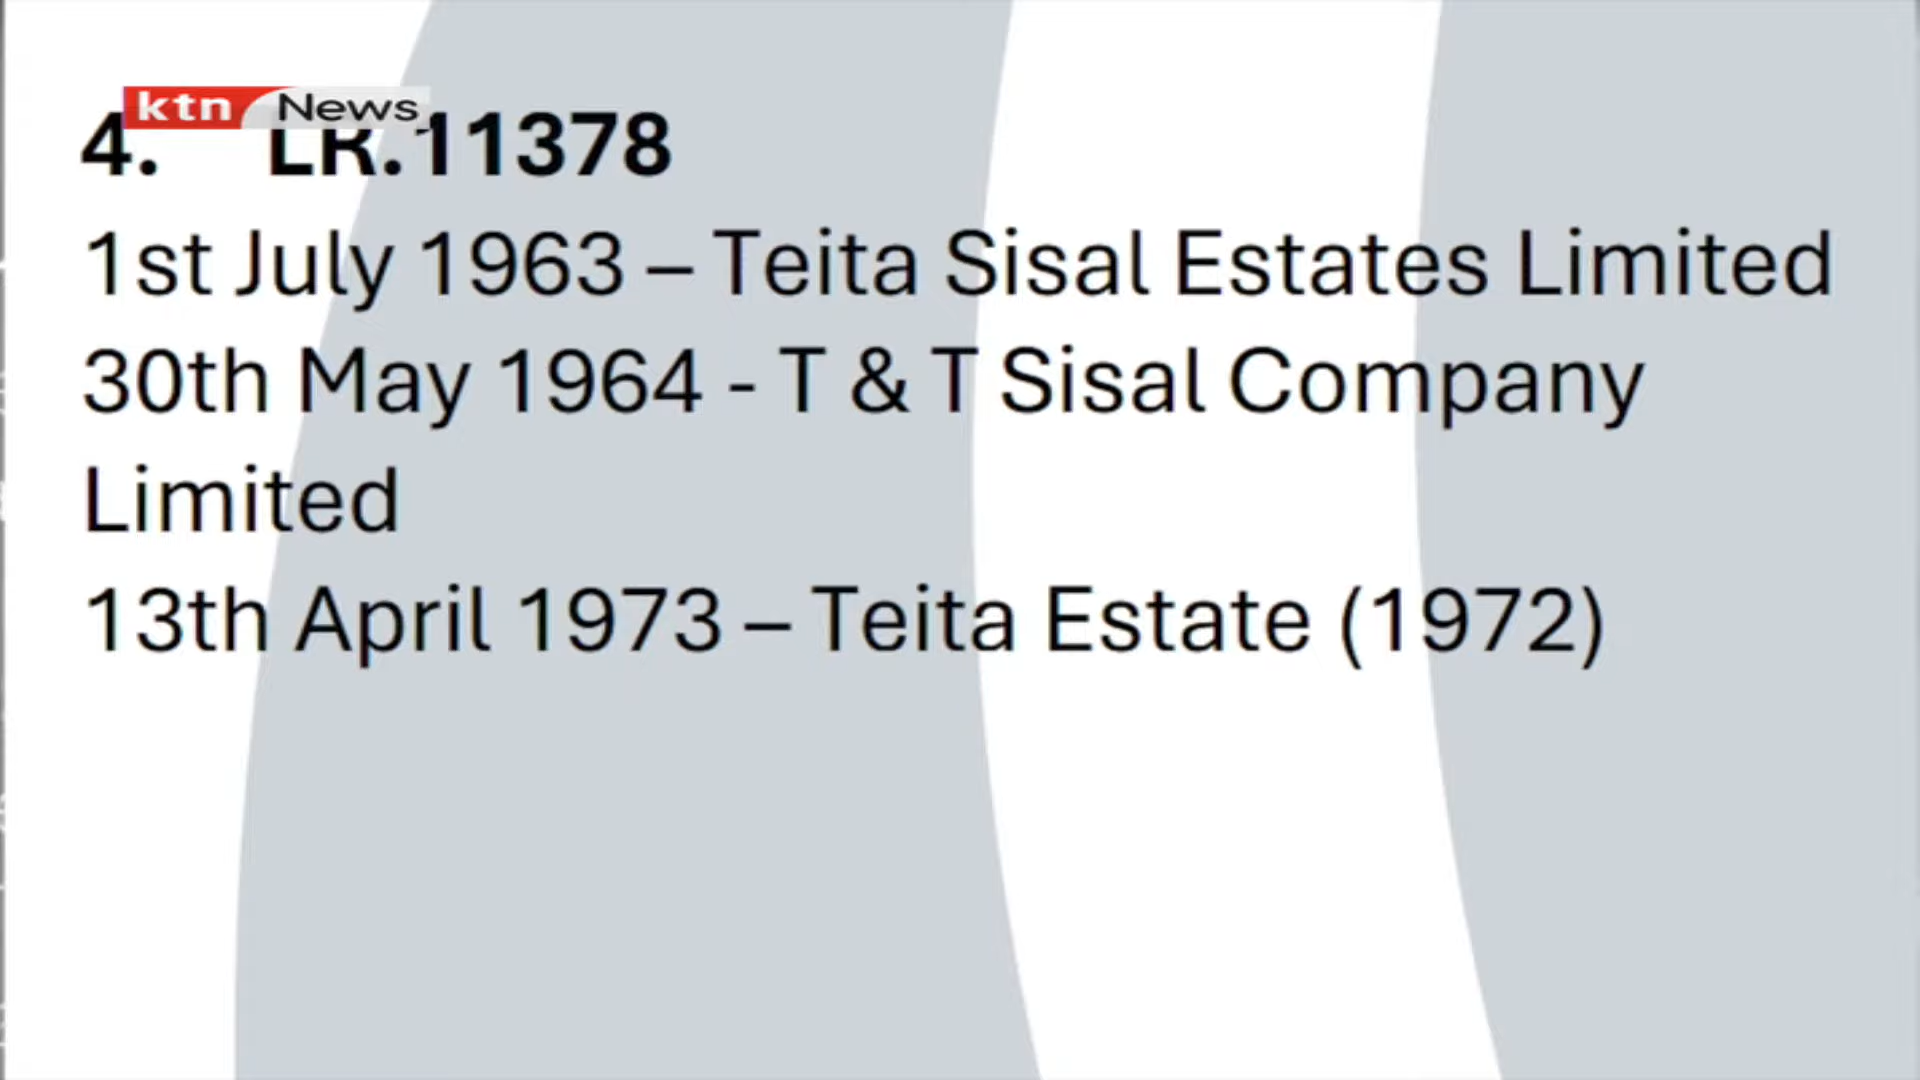 ktn News
4. LR.11378
1st July 1963 – Teita Sisal Estates Limited
30th May 1964 - T & T Sisal Company
Limited
13th April 1973 – Teita Estate (1972)